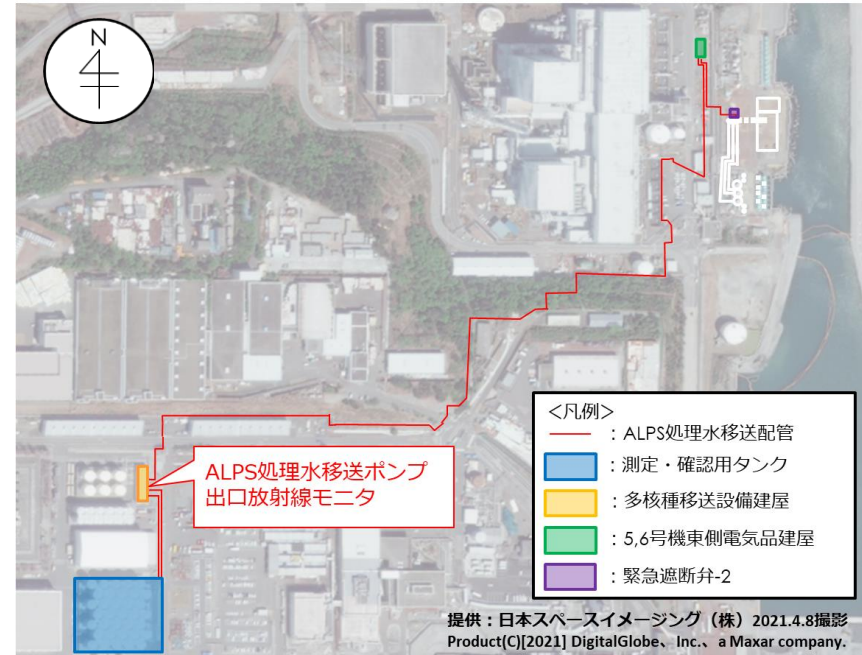 N
ALPS処理水移送ポンプ
出口放射線モニタ
<凡例>
：ALPS処理水移送配管
：測定・確認用タンク
：多核種移送設備建屋
：5,6号機東側電気品建屋
：緊急遮断弁-2
提供：日本スペースイメージング（株）2021.4.8撮影
Product(C)[2021] DigitalGlobe、Inc.、a Maxar company.